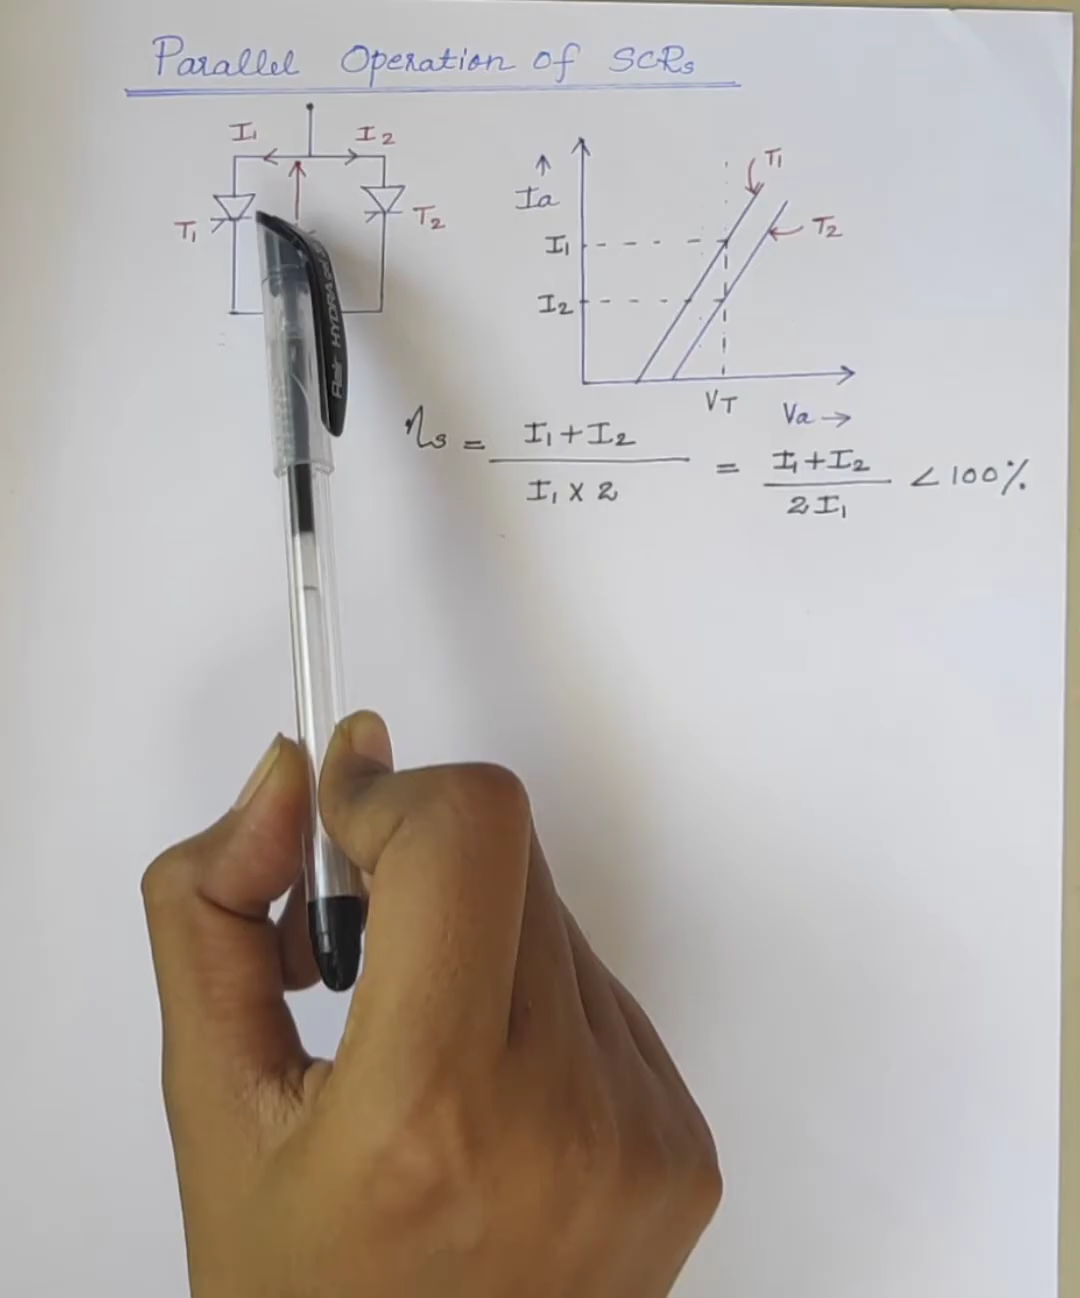 Parallel Operation of SCRs
I1 I2
T1 T2
Ia
I1
I2
T1
T2
VT Va →
ηs = I1+I2 / I1 x 2 = I1+I2 / 2I1 < 100%
Flair HYDRA